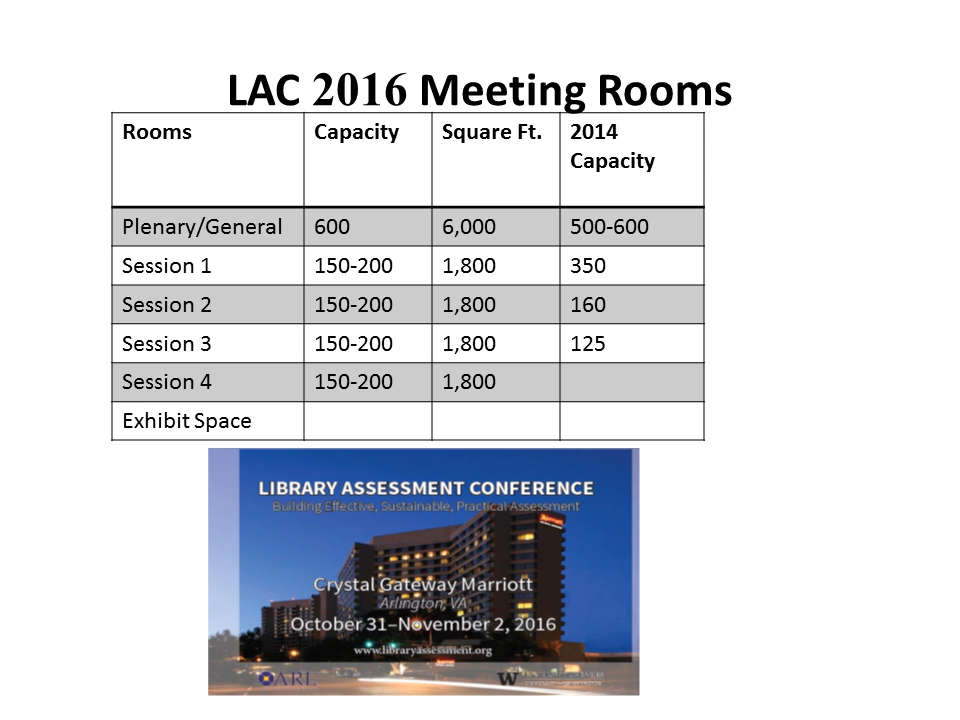 LAC 2016 Meeting Rooms
Rooms Capacity Square Ft. 2014 Capacity
Plenary/General 600 6,000 500-600
Session 1 150-200 1,800 350
Session 2 150-200 1,800 160
Session 3 150-200 1,800 125
Session 4 150-200 1,800
Exhibit Space
LIBRARY ASSESSMENT CONFERENCE
Building Effective, Sustainable, Practical Assessment
Marriott
Crystal Gateway Marriott
Arlington, VA
October 31–November 2, 2016
www.libraryassessment.org
ARL W